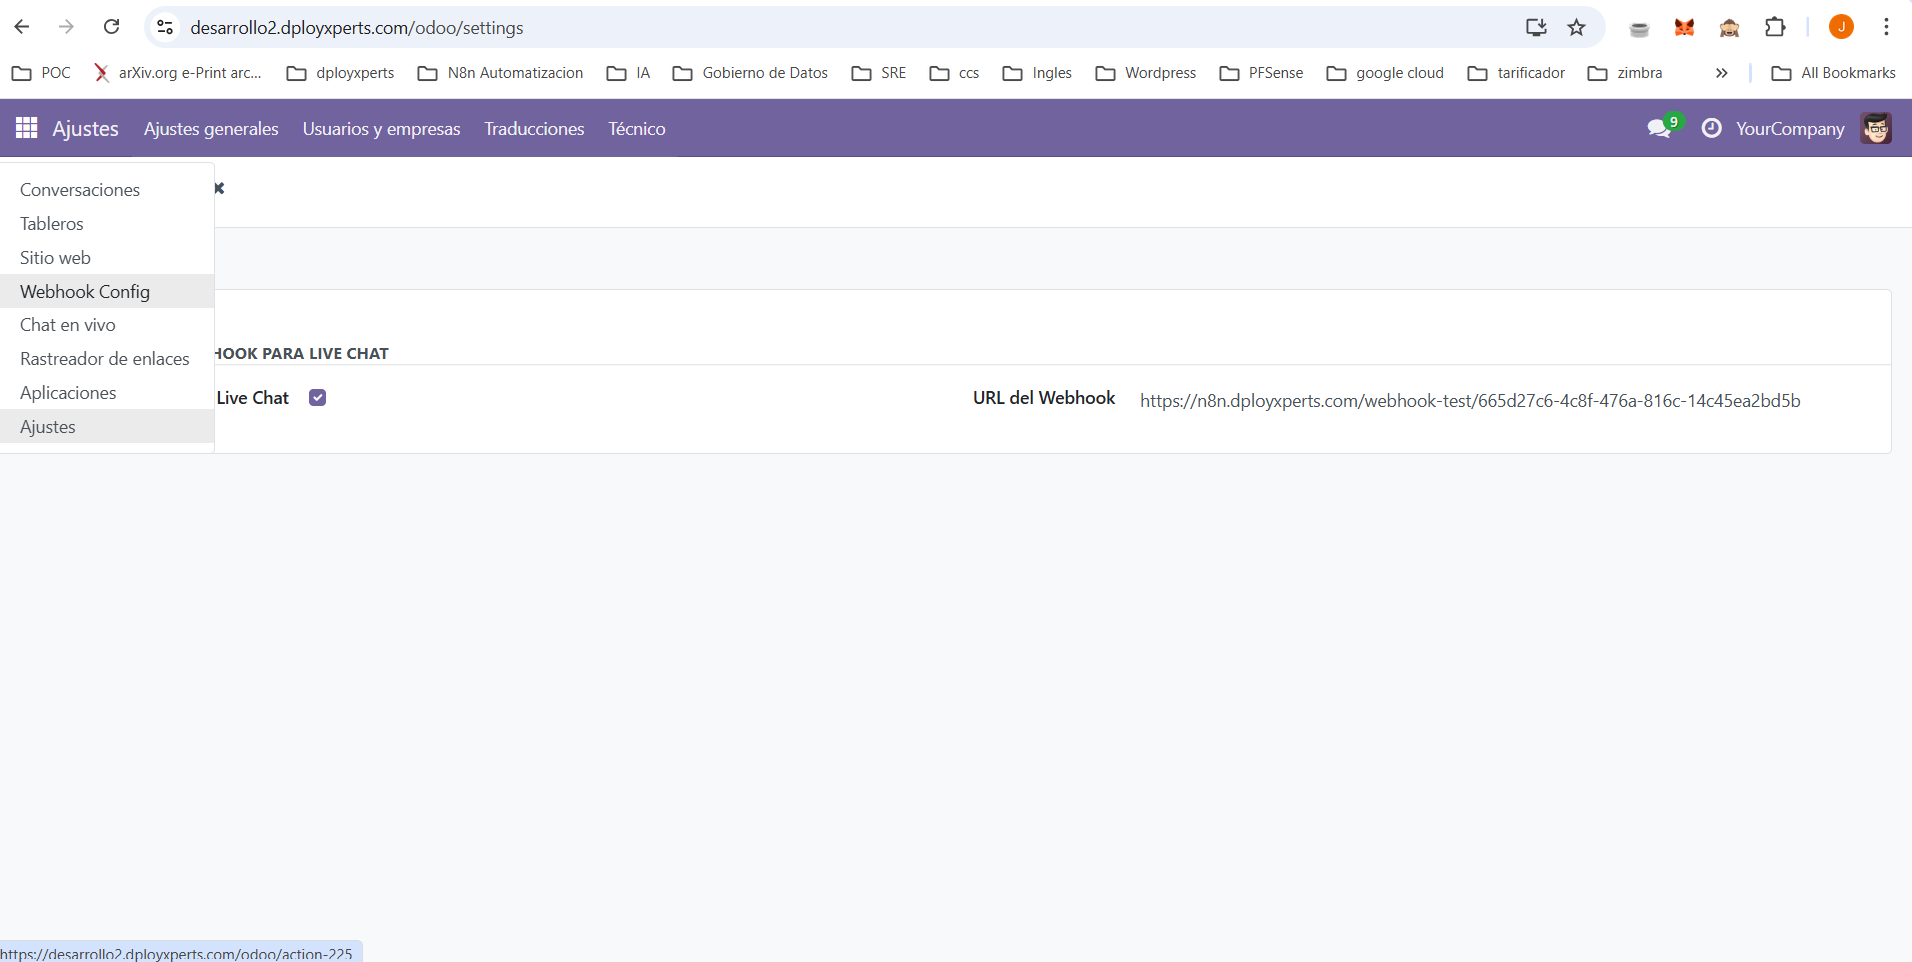 desarrollo2.dployxperts.com/odoo/settings
J
POC
arXiv.org e-Print arc...
dployxperts
N8n Automatizacion
IA
Gobierno de Datos
SRE
ccs
Ingles
Wordpress
PFSense
google cloud
tarificador
zimbra
»
All Bookmarks
Ajustes
Ajustes generales
Usuarios y empresas
Traducciones
Técnico
9
YourCompany
Conversaciones
Tableros
Sitio web
Webhook Config
Chat en vivo
Rastreador de enlaces
Aplicaciones
Ajustes
HOOK PARA LIVE CHAT
Live Chat
URL del Webhook
https://n8n.dployxperts.com/webhook-test/665d27c6-4c8f-476a-816c-14c45ea2bd5b
https://desarrollo2.dployxperts.com/odoo/action-225